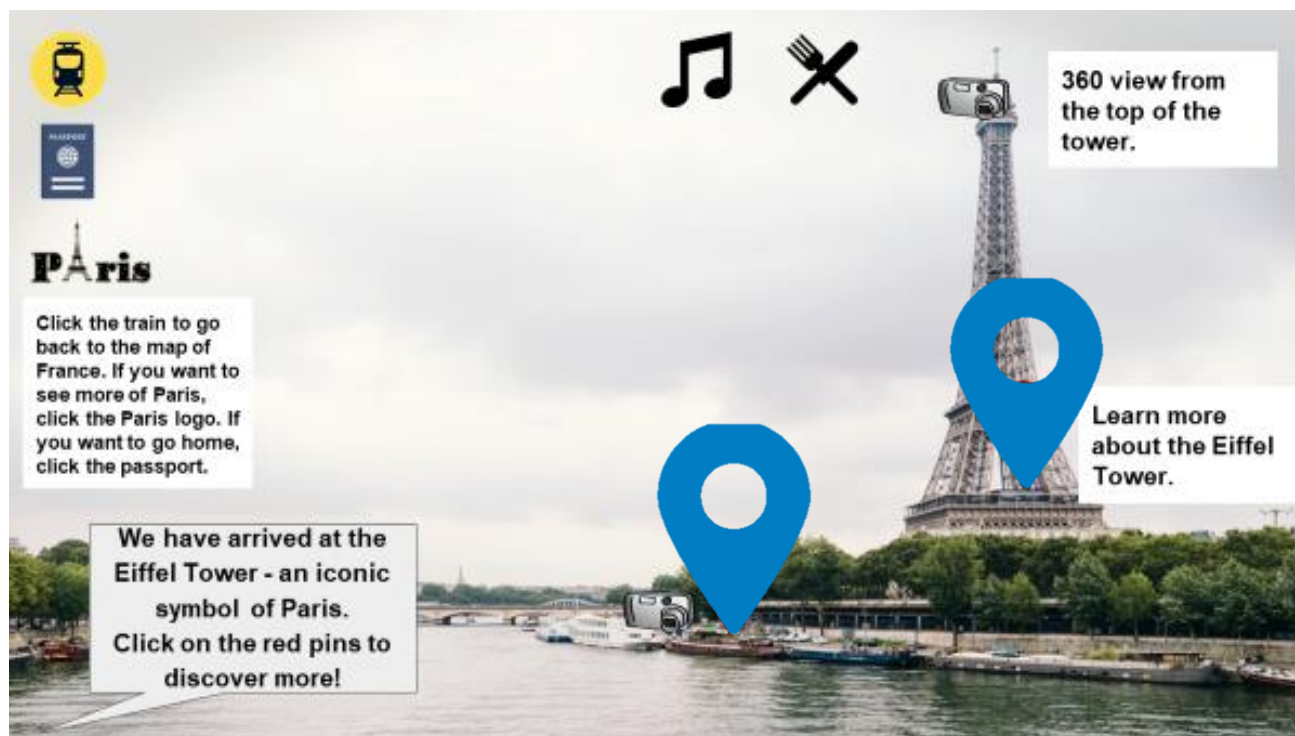 PASSPORT
Paris
Click the train to go
back to the map of
France. If you want to
see more of Paris,
click the Paris logo. If
you want to go home,
click the passport.
We have arrived at the
Eiffel Tower - an iconic
symbol of Paris.
Click on the red pins to
discover more!
360 view from
the top of the
tower.
Learn more
about the Eiffel
Tower.